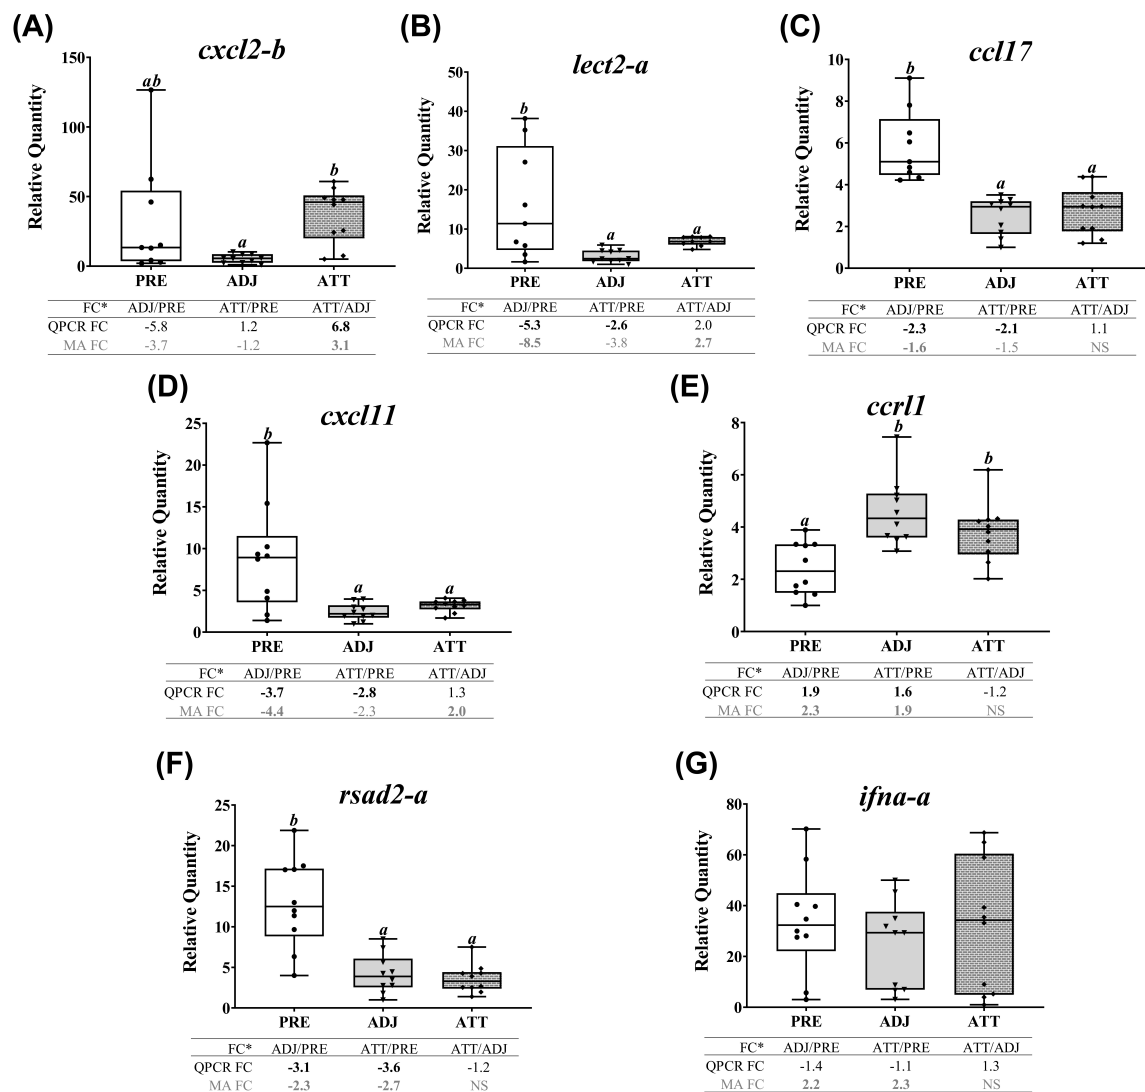 (A)
cxcl2-b
Relative Quantity
150
100
50
0
ab
a
b
PRE ADJ ATT
FC* ADJ/PRE ATT/PRE ATT/ADJ
QPCR FC -5.8 1.2 6.8
MA FC -3.7 -1.2 3.1
(B)
lect2-a
Relative Quantity
50
40
30
20
10
0
b
a
a
PRE ADJ ATT
FC* ADJ/PRE ATT/PRE ATT/ADJ
QPCR FC -5.3 -2.6 2.0
MA FC -8.5 -3.8 2.7
(C)
ccl17
Relative Quantity
10
8
6
4
2
0
b
a
a
PRE ADJ ATT
FC* ADJ/PRE ATT/PRE ATT/ADJ
QPCR FC -2.3 -2.1 1.1
MA FC -1.6 -1.5 NS
(D)
cxcl11
Relative Quantity
25
20
15
10
5
0
b
a
a
PRE ADJ ATT
FC* ADJ/PRE ATT/PRE ATT/ADJ
QPCR FC -3.7 -2.8 1.3
MA FC -4.4 -2.3 2.0
(E)
ccrl1
Relative Quantity
8
6
4
2
0
a
b
b
PRE ADJ ATT
FC* ADJ/PRE ATT/PRE ATT/ADJ
QPCR FC 1.9 1.6 -1.2
MA FC 2.3 1.9 NS
(F)
rsad2-a
Relative Quantity
25
20
15
10
5
0
b
a
a
PRE ADJ ATT
FC* ADJ/PRE ATT/PRE ATT/ADJ
QPCR FC -3.1 -3.6 -1.2
MA FC -2.3 -2.7 NS
(G)
ifna-a
Relative Quantity
80
60
40
20
0
PRE ADJ ATT
FC* ADJ/PRE ATT/PRE ATT/ADJ
QPCR FC -1.4 -1.1 1.3
MA FC 2.2 2.3 NS